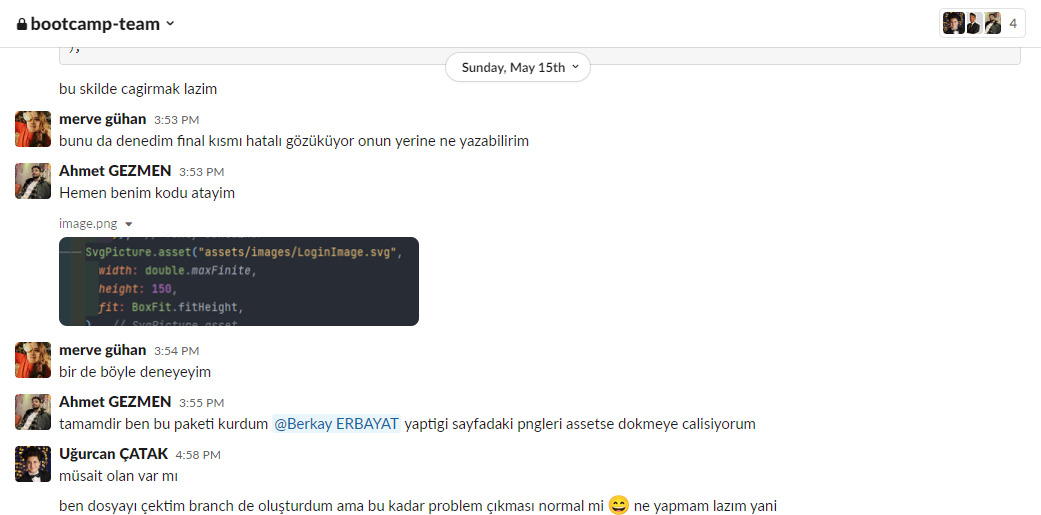 bootcamp-team
4
Sunday, May 15th
bu skilde cagirmak lazim
merve gühan 3:53 PM
bunu da denedim final kısmı hatalı gözüküyor onun yerine ne yazabilirim
Ahmet GEZMEN 3:53 PM
Hemen benim kodu atayim
image.png
SvgPicture.asset("assets/images/LoginImage.svg",
width: double.maxFinite,
height: 150,
fit: BoxFit.fitHeight,
) // SvgPicture.asset
merve gühan 3:54 PM
bir de böyle deneyeyim
Ahmet GEZMEN 3:55 PM
tamamdir ben bu paketi kurdum @Berkay ERBAYAT yaptigi sayfadaki pngleri assetse dokmeye calisiyorum
Uğurcan ÇATAK 4:58 PM
müsait olan var mı
ben dosyayı çektim branch de oluşturdum ama bu kadar problem çıkması normal mi 😄 ne yapmam lazım yani